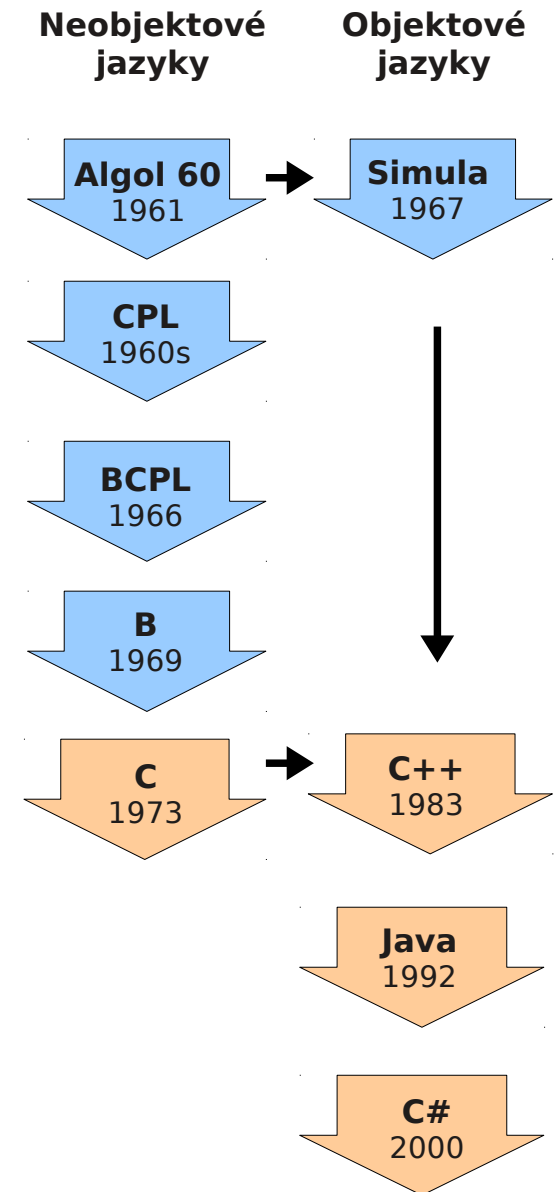 Neobjektové
jazyky
Objektové
jazyky
Algol 60
1961
Simula
1967
CPL
1960s
BCPL
1966
B
1969
C
1973
C++
1983
Java
1992
C#
2000